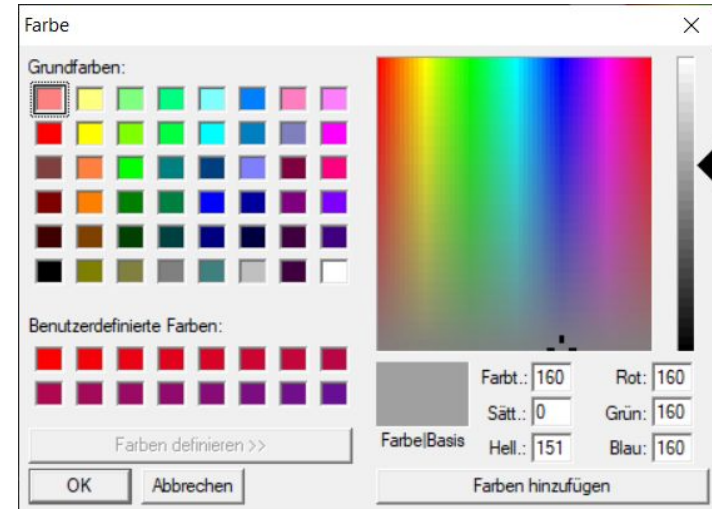 Farbe
Grundfarben:
Benutzerdefinierte Farben:
Farben definieren >>
OK
Abbrechen
Farbe|Basis
Farbt.: 160
Sätt.: 0
Hell.: 151
Rot: 160
Grün: 160
Blau: 160
Farben hinzufügen